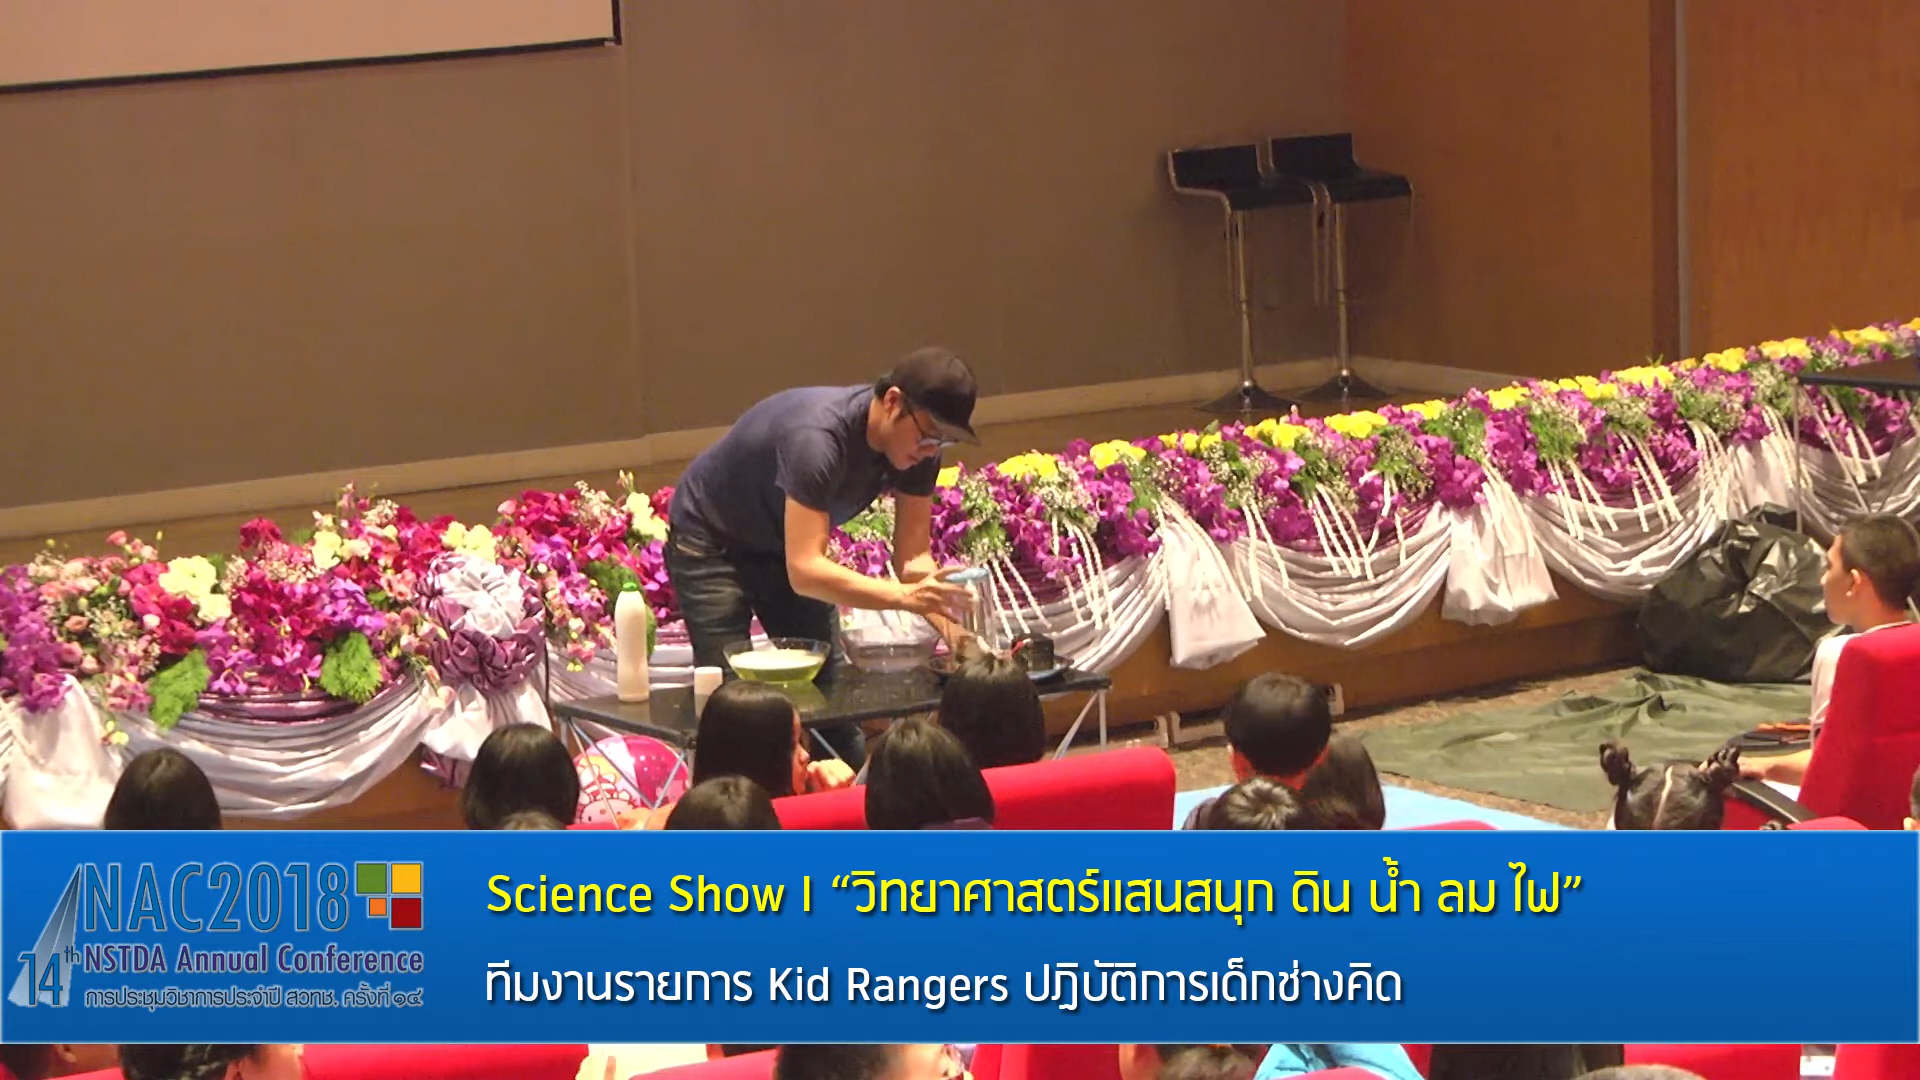 NAC2018
14th NSTDA Annual Conference
การประชุมวิชาการประจำปี สวทช. ครั้งที่ ๑๔
Science Show I “วิทยาศาสตร์แสนสนุก ดิน น้ำ ลม ไฟ”
ทีมงานรายการ Kid Rangers ปฏิบัติการเด็กช่างคิด